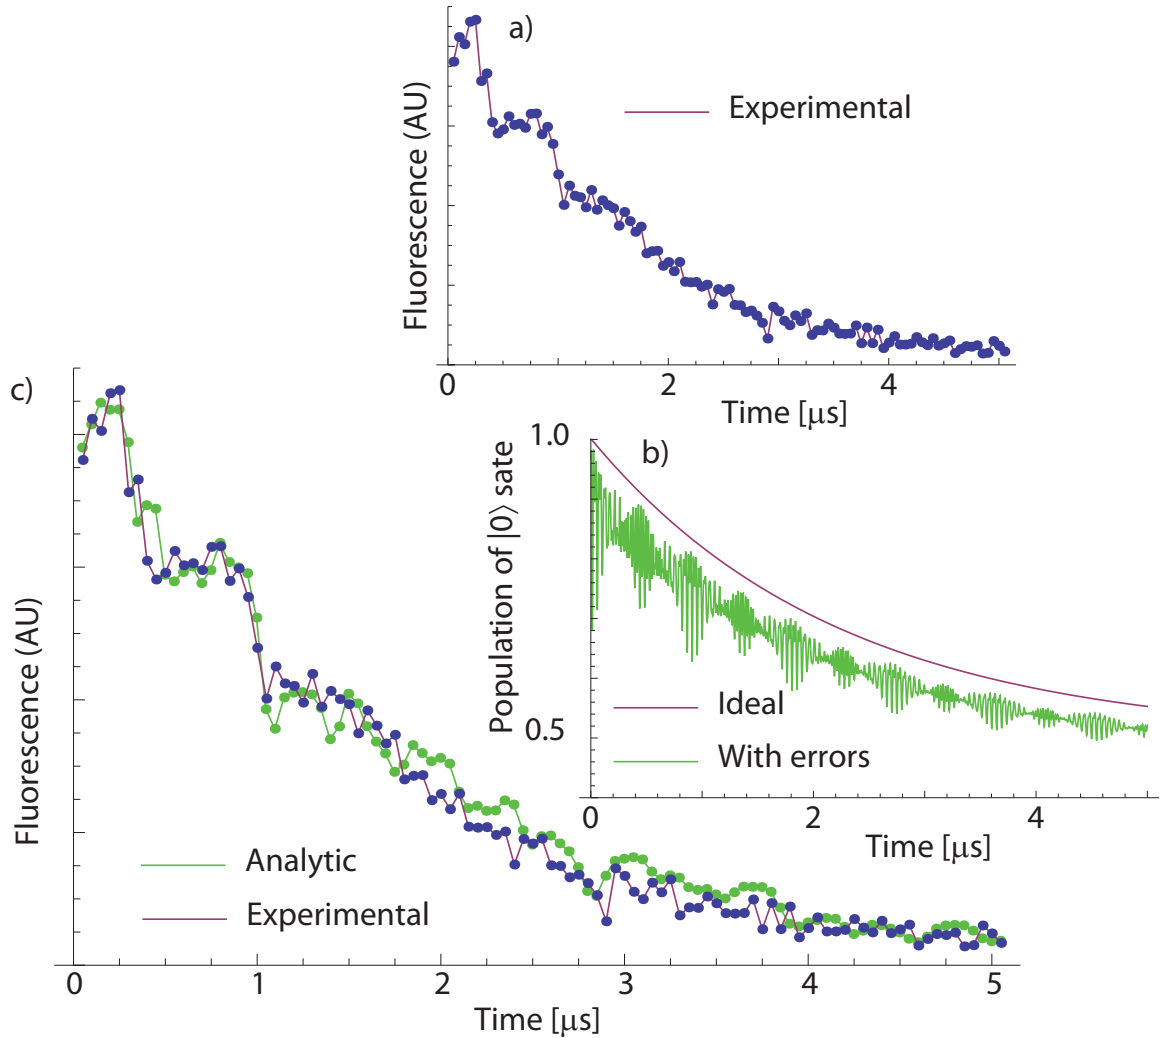 a)
Fluorescence (AU)
Experimental
0 2 4
Time [μs]
c)
Fluorescence (AU)
Analytic
Experimental
0 1 2 3 4 5
Time [μs]
b)
Population of |0⟩ sate
1.0
0.5
Ideal
With errors
0 2 4
Time [μs]